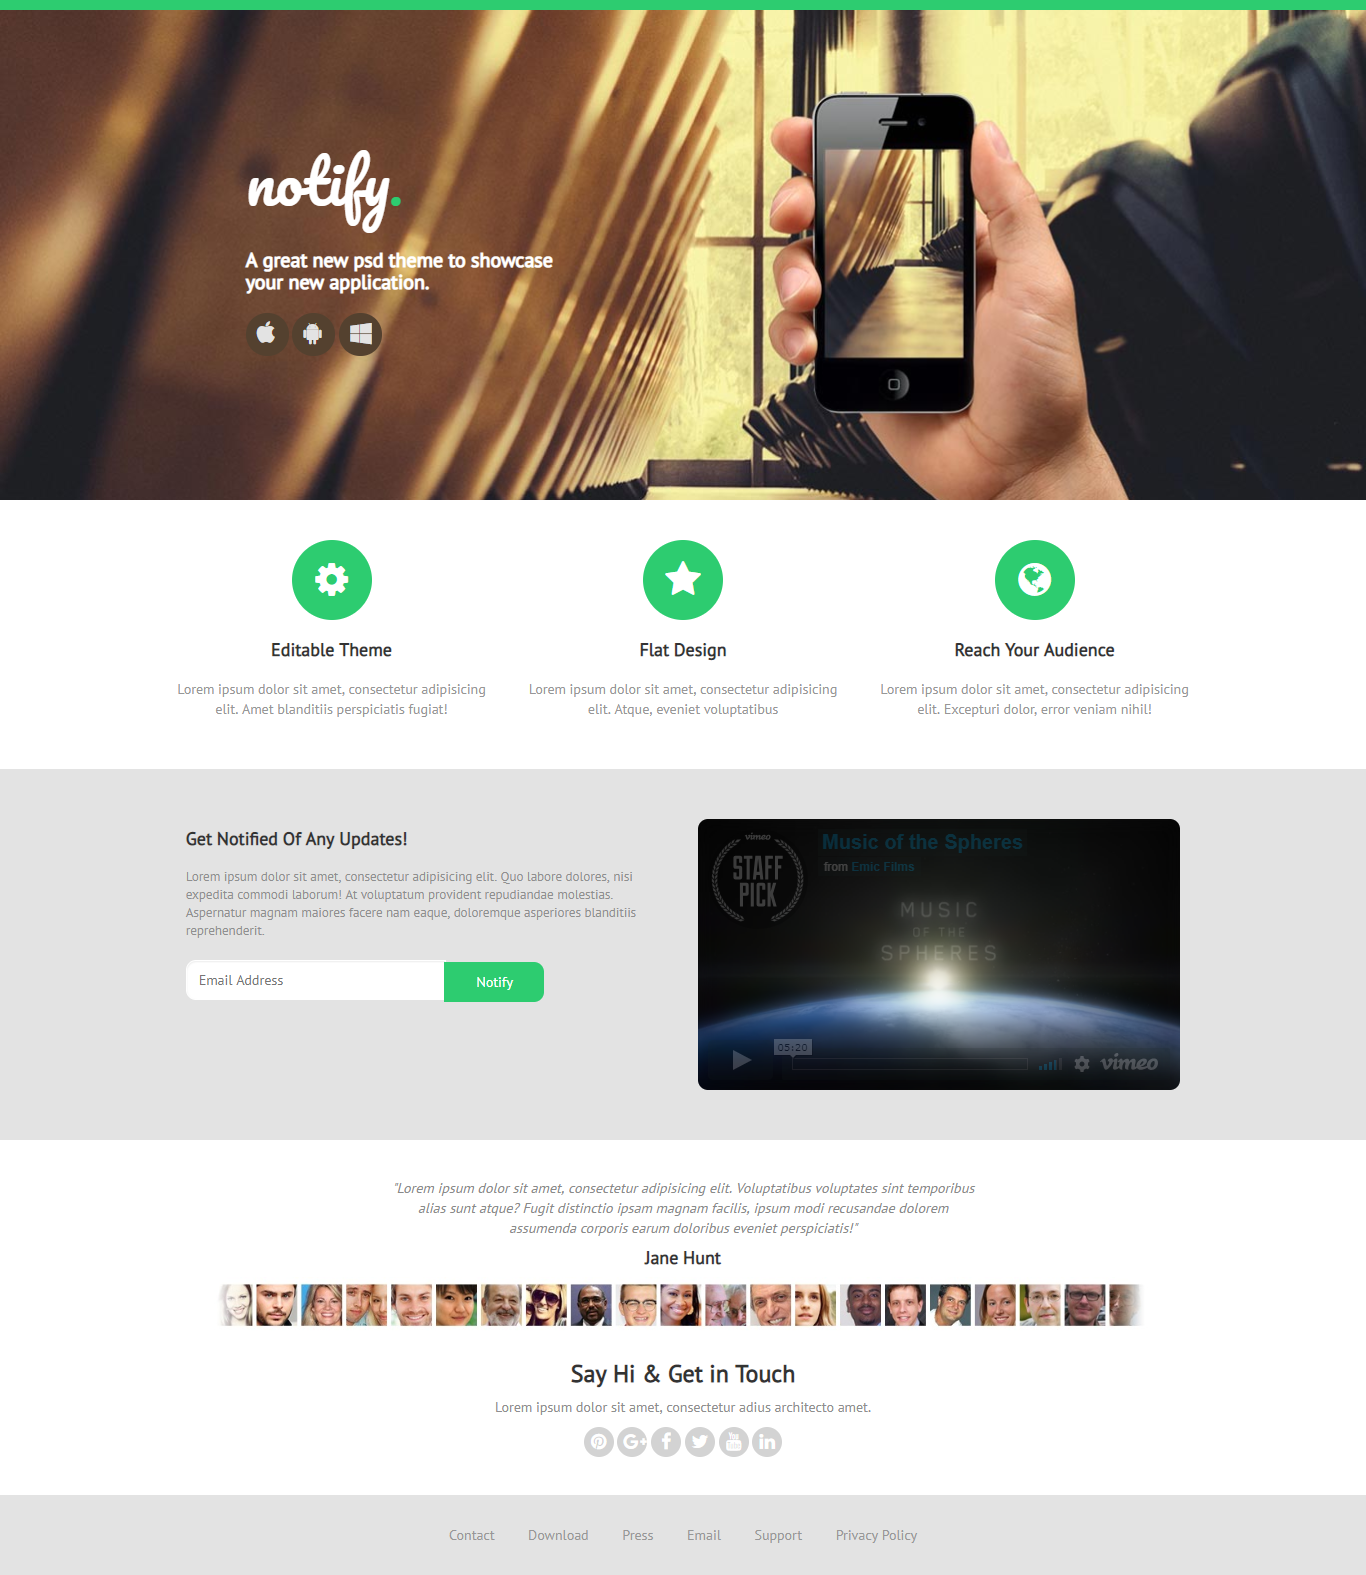 notify.
A great new psd theme to showcase
your new application.
Editable Theme
Lorem ipsum dolor sit amet, consectetur adipisicing
elit. Amet blanditiis perspiciatis fugiat!
Flat Design
Lorem ipsum dolor sit amet, consectetur adipisicing
elit. Atque, eveniet voluptatibus
Reach Your Audience
Lorem ipsum dolor sit amet, consectetur adipisicing
elit. Excepturi dolor, error veniam nihil!
Get Notified Of Any Updates!
Lorem ipsum dolor sit amet, consectetur adipisicing elit. Quo labore dolores, nisi
expedita commodi laborum! At voluptatum provident repudiandae molestias.
Aspernatur magnam maiores facere nam eaque, doloremque asperiores blanditiis
reprehenderit.
Email Address
Notify
vimeo
STAFF
PICK
Music of the Spheres
from Emic Films
MUSIC
OF THE
SPHERES
05:20
vimeo
"Lorem ipsum dolor sit amet, consectetur adipisicing elit. Voluptatibus voluptates sint temporibus
alias sunt atque? Fugit distinctio ipsam magnam facilis, ipsum modi recusandae dolorem
assumenda corporis earum doloribus eveniet perspiciatis!"
Jane Hunt
Say Hi & Get in Touch
Lorem ipsum dolor sit amet, consectetur adius architecto amet.
You
Tube
Contact
Download
Press
Email
Support
Privacy Policy